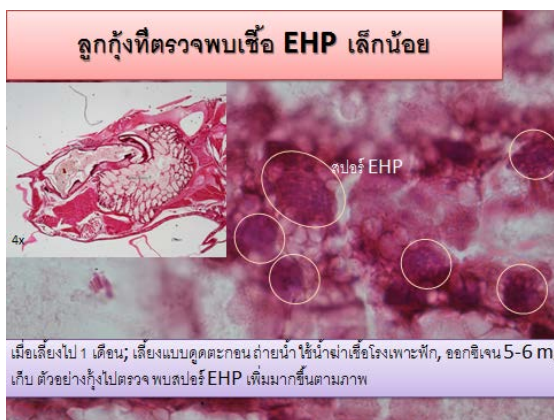 ลูกกุ้งที่ตรวจพบเชื้อ EHP เล็กน้อย
สปอร์ EHP
4x
เมื่อเลี้ยงไป 1 เดือน; เลี้ยงแบบดูดตะกอน ถ่ายน้ำ ใช้น้ำฆ่าเชื้อโรงเพาะฟัก, ออกซิเจน 5-6 m
เก็บ ตัวอย่างกุ้งไปตรวจ พบสปอร์ EHP เพิ่มมากขึ้นตามภาพ